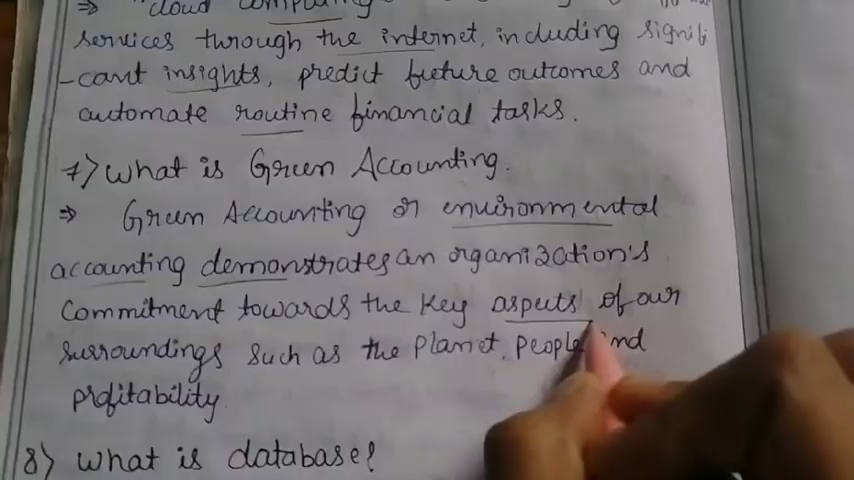 ⇒ "cloud computing
services through the internet, including signifi
-cant insights, predict future outcomes and
automate routine financial tasks.
7) What is Green Accounting.
⇒ Green Accounting or environmental
accounting demonstrates an organization's
commitment towards the key aspects of our
surroundings such as the planet, people and
profitability
8) What is database?